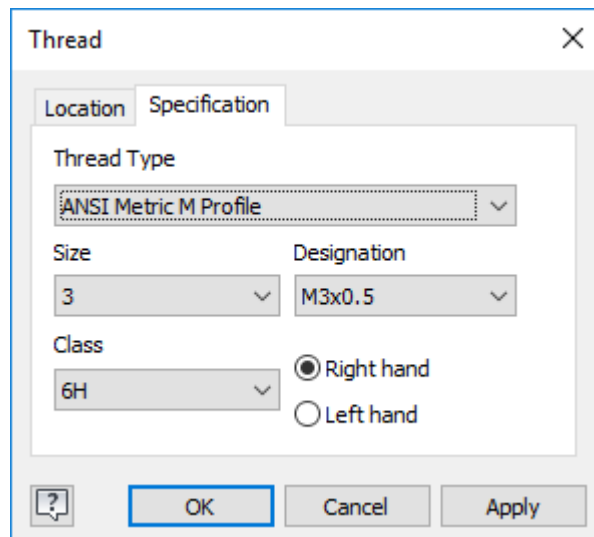 Thread
Location Specification
Thread Type
ANSI Metric M Profile
Size Designation
3 M3x0.5
Class
6H
Right hand
Left hand
? OK Cancel Apply